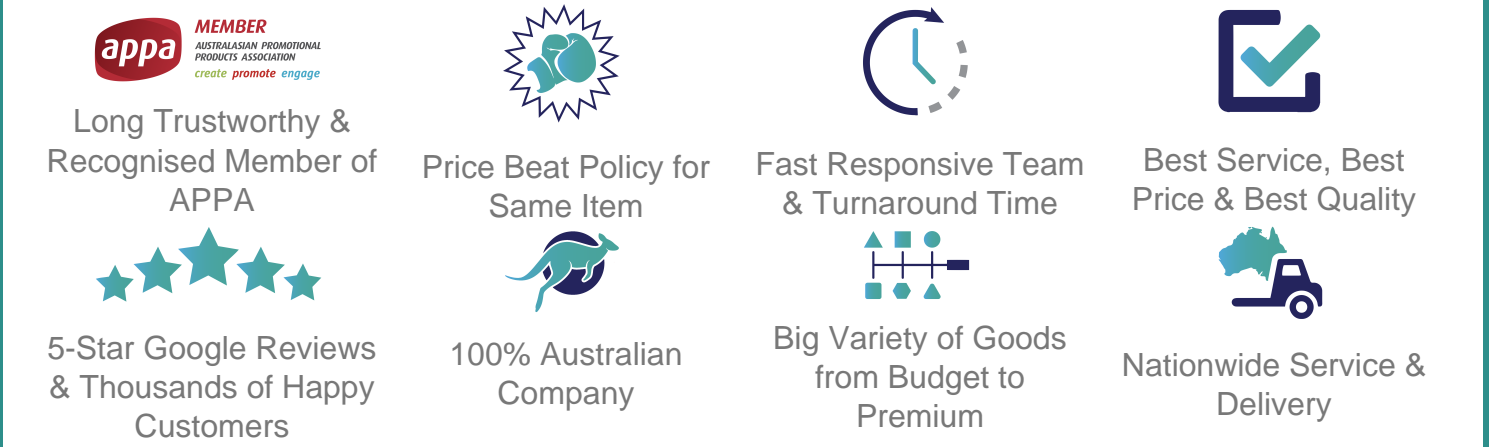 appa
MEMBER
AUSTRALASIAN PROMOTIONAL
PRODUCTS ASSOCIATION
create promote engage
Long Trustworthy &
Recognised Member of
APPA
Price Beat Policy for
Same Item
Fast Responsive Team
& Turnaround Time
Best Service, Best
Price & Best Quality
5-Star Google Reviews
& Thousands of Happy
Customers
100% Australian
Company
Big Variety of Goods
from Budget to
Premium
Nationwide Service &
Delivery